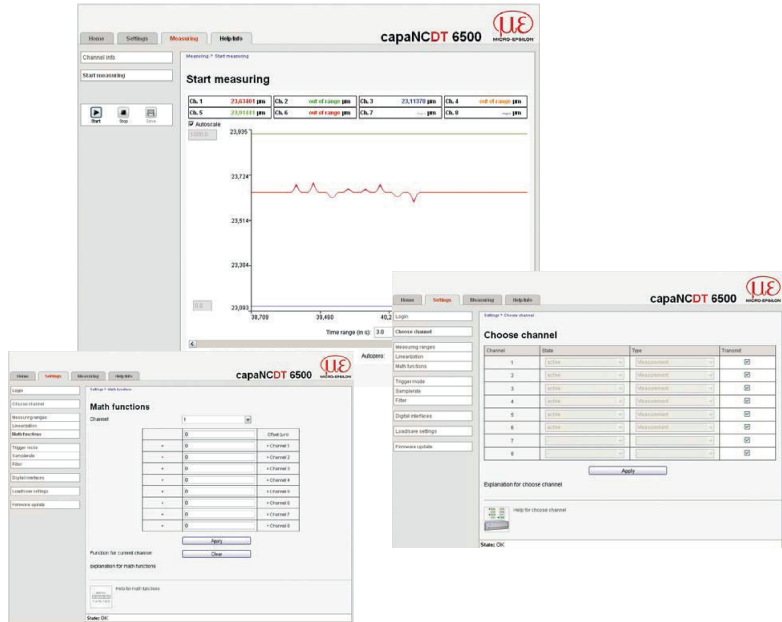 Home Settings Measuring Help/Info
capaNCDT 6500
µε
MICRO-EPSILON
Channel info
Start measuring
Start Stop Save
Measuring > Start measuring
Start measuring
Ch. 1 23,63401 µm Ch. 2 out of range µm Ch. 3 23,11370 µm Ch. 4 out of range µm
Ch. 5 µm Ch. 6 out of range µm Ch. 7 µm Ch. 8 µm
Autoscale
23,935
23,724
23,514
23,304
0.0
23,093
39,700 39,400 40,2
Time range (in s): 3.0
Autozero:
Home Settings Measuring Help/Info
capaNCDT 6500
µε
MICRO-EPSILON
Login
Choose channel
Measuring ranges
Linearization
Math functions
Trigger mode
Samplerate
Filter
Digital interfaces
Load/save settings
Firmware update
Settings > Choose channel
Choose channel
Channel State Type Transmit
1 active Measurement
2 active Measurement
3 active Measurement
4 active Measurement
5 active Measurement
6 active Measurement
7
8
Apply
Explanation for choose channel
Help for choose channel
State: OK
Home Settings Measuring Help/Info
capaNCDT 6500
µε
MICRO-EPSILON
Login
Choose channel
Measuring ranges
Linearization
Math functions
Trigger mode
Samplerate
Filter
Digital interfaces
Load/save settings
Firmware update
Settings > Math functions
Math functions
Channel 1
0 Offset [µm]
+ 0 × Channel 1
+ 0 × Channel 2
+ 0 × Channel 3
+ 0 × Channel 4
+ 0 × Channel 5
+ 0 × Channel 6
+ 0 × Channel 7
+ 0 × Channel 8
Apply
Function for current channel Clear
Explanation for math functions
Help for math functions
State: OK